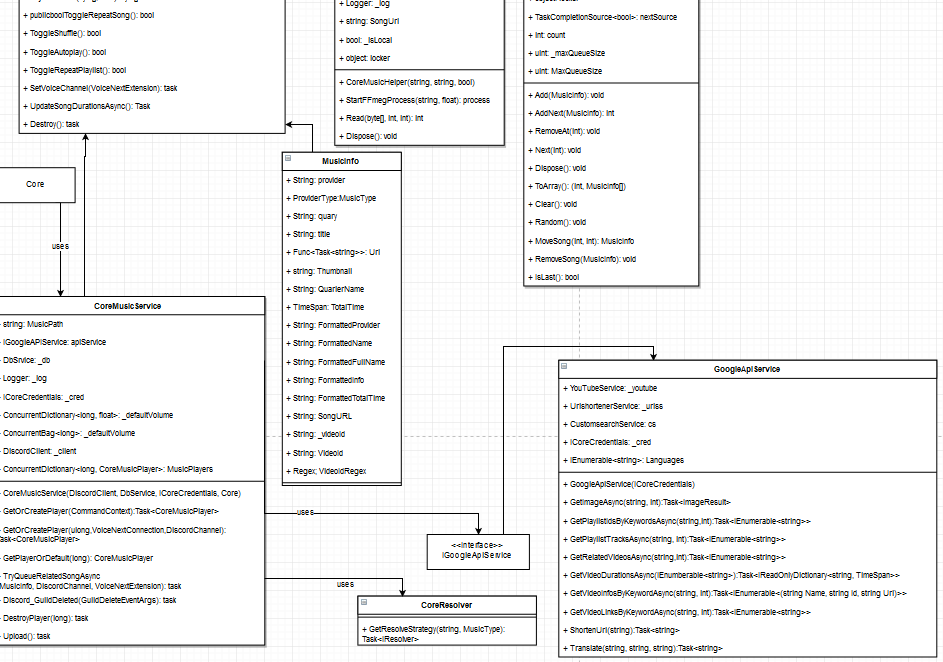 + publicboolToggleRepeatSong(): bool
+ ToggleShuffle(): bool
+ ToggleAutoplay(): bool
+ ToggleRepeatPlaylist(): bool
+ SetVoiceChannel(VoiceNextExtension): task
+ UpdateSongDurationsAsync(): Task
+ Destroy(): task
+ Logger: _log
+ string: SongUrl
+ bool: _isLocal
+ object: locker
+ CoreMusicHelper(string, string, bool)
+ StartFFmegProcess(string, float): process
+ Read(byte[], int, int): int
+ Dispose(): void
+ TaskCompletionSource<bool>: nextSource
+ int: count
+ uint: _maxQueueSize
+ uint: MaxQueueSize
+ Add(MusicInfo): void
+ AddNext(MusicInfo): int
+ RemoveAt(int): void
+ Next(int): void
+ Dispose(): void
+ ToArray(): (int, MusicInfo[])
+ Clear(): void
+ Random(): void
+ MoveSong(int, int): MusicInfo
+ RemoveSong(MusicInfo): void
+ IsLast(): bool
Core
uses
MusicInfo
+ String: provider
+ ProviderType:MusicType
+ String: quary
+ String: title
+ Func<Task<string>>: Url
+ string: Thumbnail
+ String: QuarierName
+ TimeSpan: TotalTime
+ String: FormattedProvider
+ String: FormattedName
+ String: FormattedFullName
+ String: FormattedInfo
+ String: FormattedTotalTime
+ String: SongURL
+ String: _videoId
+ String: VideoId
+ Regex: VideoIdRegex
CoreMusicService
string: MusicPath
IGoogleAPIService: apiService
DbSrvice: _db
Logger: _log
ICoreCredentials: _cred
ConcurrentDictionary<long, float>: _defaultVolume
ConcurrentBag<long>: _defaultVolume
DiscordClient: _client
ConcurrentDictionary<long, CoreMusicPlayer>: MusicPlayers
CoreMusicService(DiscordClient, DbService, ICoreCredentials, Core)
GetOrCreatePlayer(CommandContext):Task<CoreMusicPlayer>
GetOrCreatePlayer(ulong,VoiceNextConnection,DiscordChannel):
Task<CoreMusicPlayer>
GetPlayerOrDefault(long): CoreMusicPlayer
TryQueueRelatedSongAsync
(MusicInfo, DiscordChannel, VoiceNextExtension): task
Discord_GuildDeleted(GuildDeleteEventArgs): task
DestroyPlayer(long): task
Upload(): task
uses
<<interface>>
IGoogleApiService
uses
CoreResolver
+ GetResolveStrategy(string, MusicType):
Task<IResolver>
GoogleApiService
+ YouTubeService: _youtube
+ UrlshortenerService: _urlss
+ CustomsearchService: cs
+ ICoreCredentials: _cred
+ IEnumerable<string>: Languages
+ GoogleApiService(ICoreCredentials)
+ GetImageAsync(string, int):Task<ImageResult>
+ GetPlaylistIdsByKeywordsAsync(string,int):Task<IEnumerable<string>>
+ GetPlaylistTracksAsync(string, int):Task<IEnumerable<string>>
+ GetRelatedVideosAsync(string,int):Task<IEnumerable<string>>
+ GetVideoDurationsAsync(IEnumberable<string>):Task<IReadOnlyDictionary<string, TimeSpan>>
+ GetVideoInfosByKeywordAsync(string, int):Task<IEnumerable<(string Name, string Id, string Url)>>
+ GetVideoLinksByKeywordAsync(string, int):Task<IEnumerable<string>>
+ ShortenUrl(string):Task<string>
+ Translate(string, string, string):Task<string>